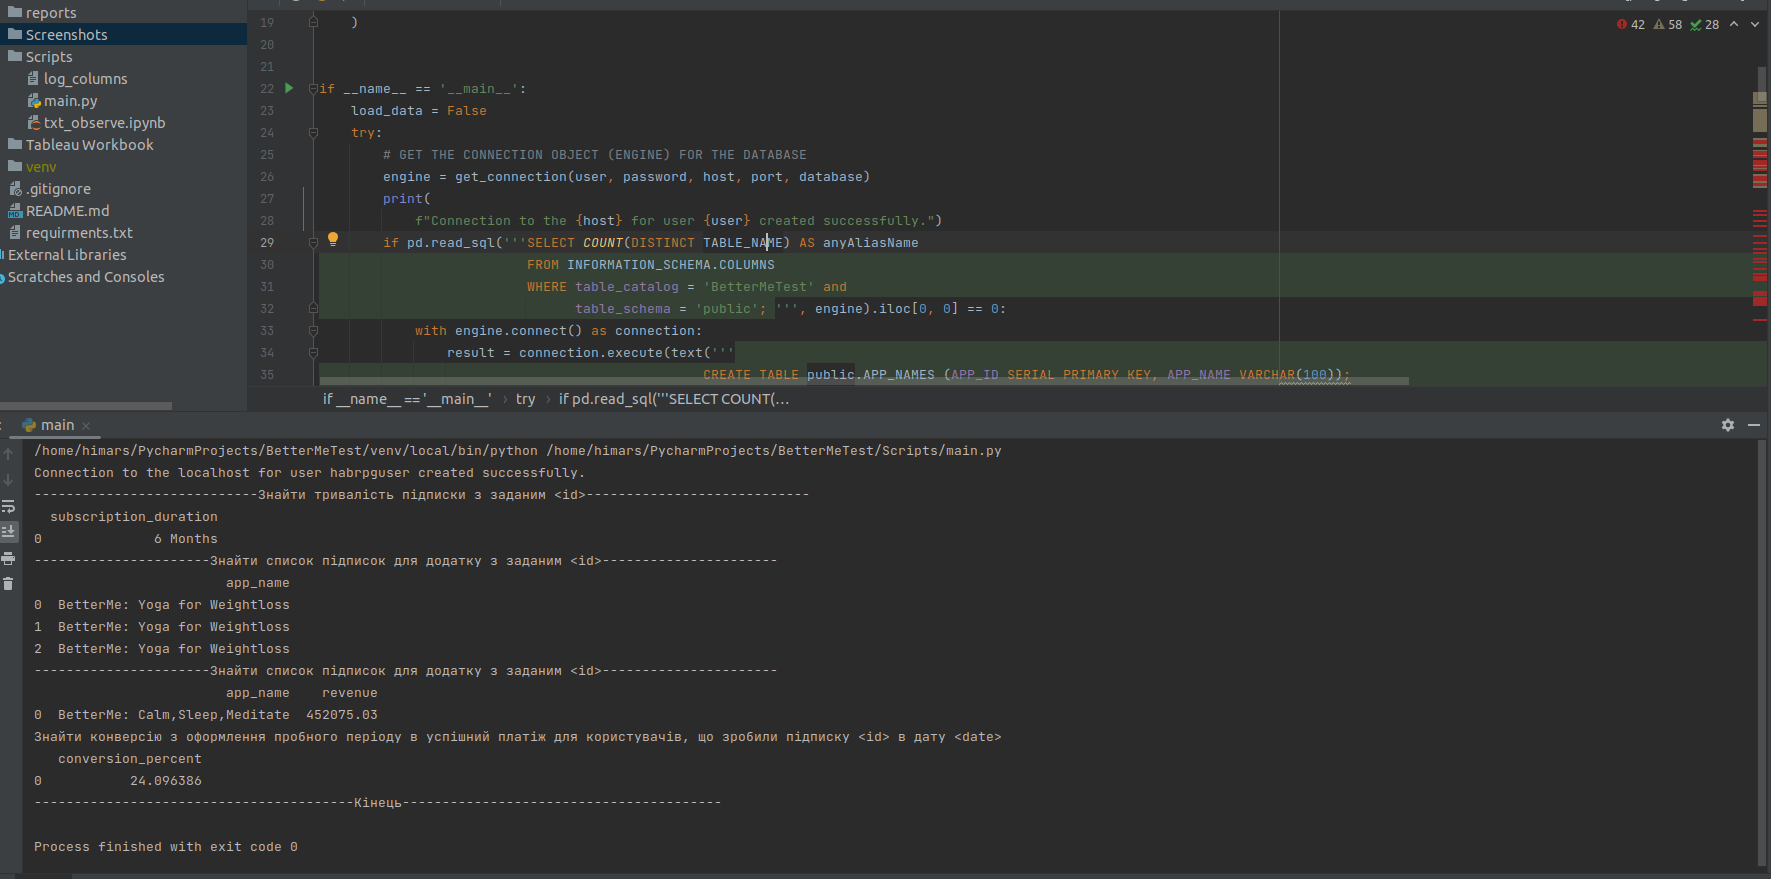 reports
Screenshots
Scripts
log_columns
main.py
txt_observe.ipynb
Tableau Workbook
venv
.gitignore
README.md
requirments.txt
External Libraries
Scratches and Consoles
42 58 28
19 )
20
21
22 if __name__ == '__main__':
23 load_data = False
24 try:
25 # GET THE CONNECTION OBJECT (ENGINE) FOR THE DATABASE
26 engine = get_connection(user, password, host, port, database)
27 print(
28 f"Connection to the {host} for user {user} created successfully.")
29 if pd.read_sql('''SELECT COUNT(DISTINCT TABLE_NAME) AS anyAliasName
30 FROM INFORMATION_SCHEMA.COLUMNS
31 WHERE table_catalog = 'BetterMeTest' and
32 table_schema = 'public'; ''', engine).iloc[0, 0] == 0:
33 with engine.connect() as connection:
34 result = connection.execute(text('''
35 CREATE TABLE public.APP_NAMES (APP_ID SERIAL PRIMARY KEY, APP_NAME VARCHAR(100));
if __name__ == '__main__' › try › if pd.read_sql('''SELECT COUNT(...
main
/home/himars/PycharmProjects/BetterMeTest/venv/local/bin/python /home/himars/PycharmProjects/BetterMeTest/Scripts/main.py
Connection to the localhost for user habrpguser created successfully.
----------------------------Знайти тривалість підписки з заданим <id>----------------------------
subscription_duration
0 6 Months
----------------------Знайти список підписок для додатку з заданим <id>----------------------
app_name
0 BetterMe: Yoga for Weightloss
1 BetterMe: Yoga for Weightloss
2 BetterMe: Yoga for Weightloss
----------------------Знайти список підписок для додатку з заданим <id>----------------------
app_name revenue
0 BetterMe: Calm,Sleep,Meditate 452075.03
Знайти конверсію з оформлення пробного періоду в успішний платіж для користувачів, що зробили підписку <id> в дату <date>
conversion_percent
0 24.096386
----------------------------------------Кінець----------------------------------------
Process finished with exit code 0